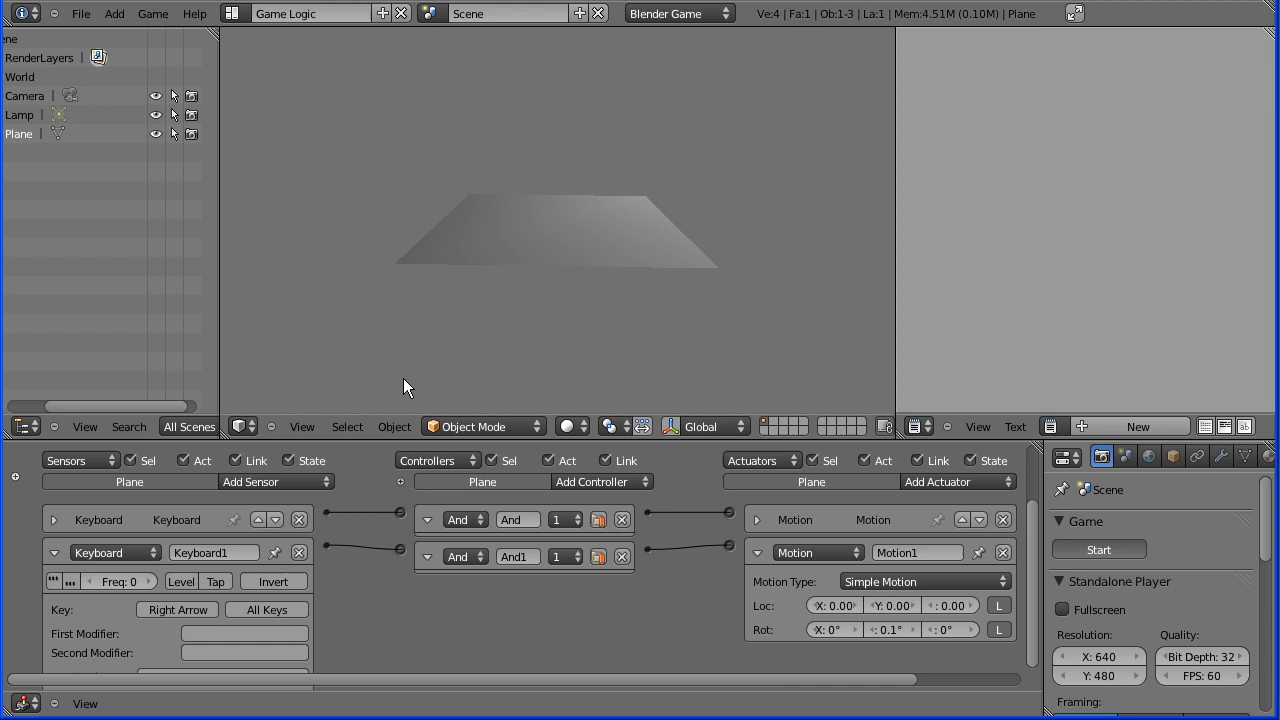 File Add Game Help Game Logic Scene Blender Game Ve:4 | Fa:1 | Ob:1-3 | La:1 | Mem:4.51M (0.10M) | Plane
ene
RenderLayers |
World
Camera |
Lamp |
Plane |
View Search All Scenes
View Select Object Object Mode Global
View Text New
Sensors Sel Act Link State
Plane Add Sensor
Controllers Sel Act Link
Plane Add Controller
Actuators Sel Act Link State
Plane Add Actuator
Keyboard Keyboard
Keyboard Keyboard1
Freq: 0 Level Tap Invert
Key: Right Arrow All Keys
First Modifier:
Second Modifier:
And And 1
And And1 1
Motion Motion
Motion Motion1
Motion Type: Simple Motion
Loc: X: 0.00 Y: 0.00 : 0.00 L
Rot: X: 0° : 0.1° : 0° L
Scene
Game
Start
Standalone Player
Fullscreen
Resolution: Quality:
X: 640 Bit Depth: 32
Y: 480 FPS: 60
Framing:
View